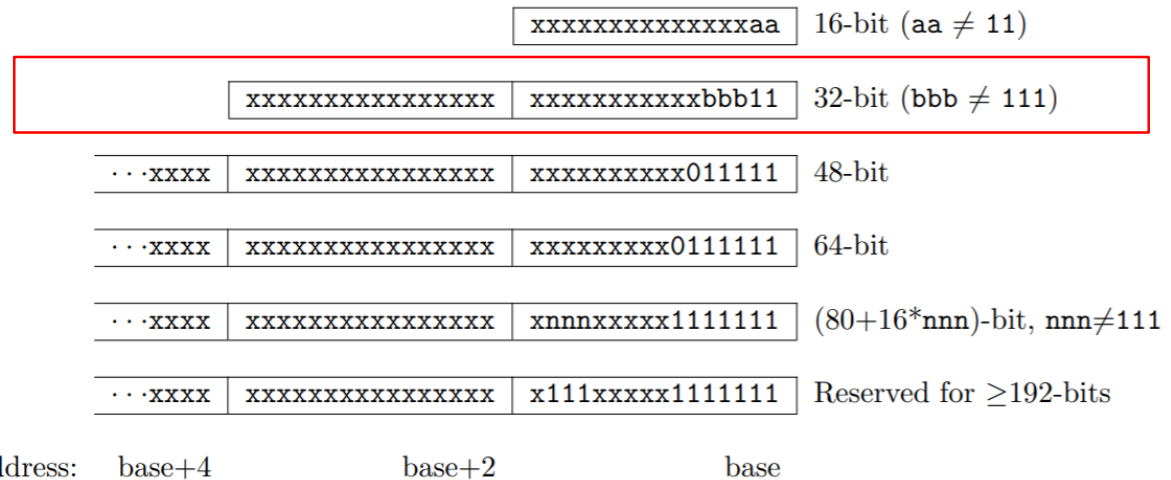 xxxxxxxxxxxxxxaa 16-bit (aa ≠ 11)
xxxxxxxxxxxxxxxx xxxxxxxxxxxbbb11 32-bit (bbb ≠ 111)
···xxxx xxxxxxxxxxxxxxxx xxxxxxxxxx011111 48-bit
···xxxx xxxxxxxxxxxxxxxx xxxxxxxxx0111111 64-bit
···xxxx xxxxxxxxxxxxxxxx xnnnxxxxx1111111 (80+16*nnn)-bit, nnn≠111
···xxxx xxxxxxxxxxxxxxxx x111xxxxx1111111 Reserved for ≥192-bits
dress: base+4 base+2 base